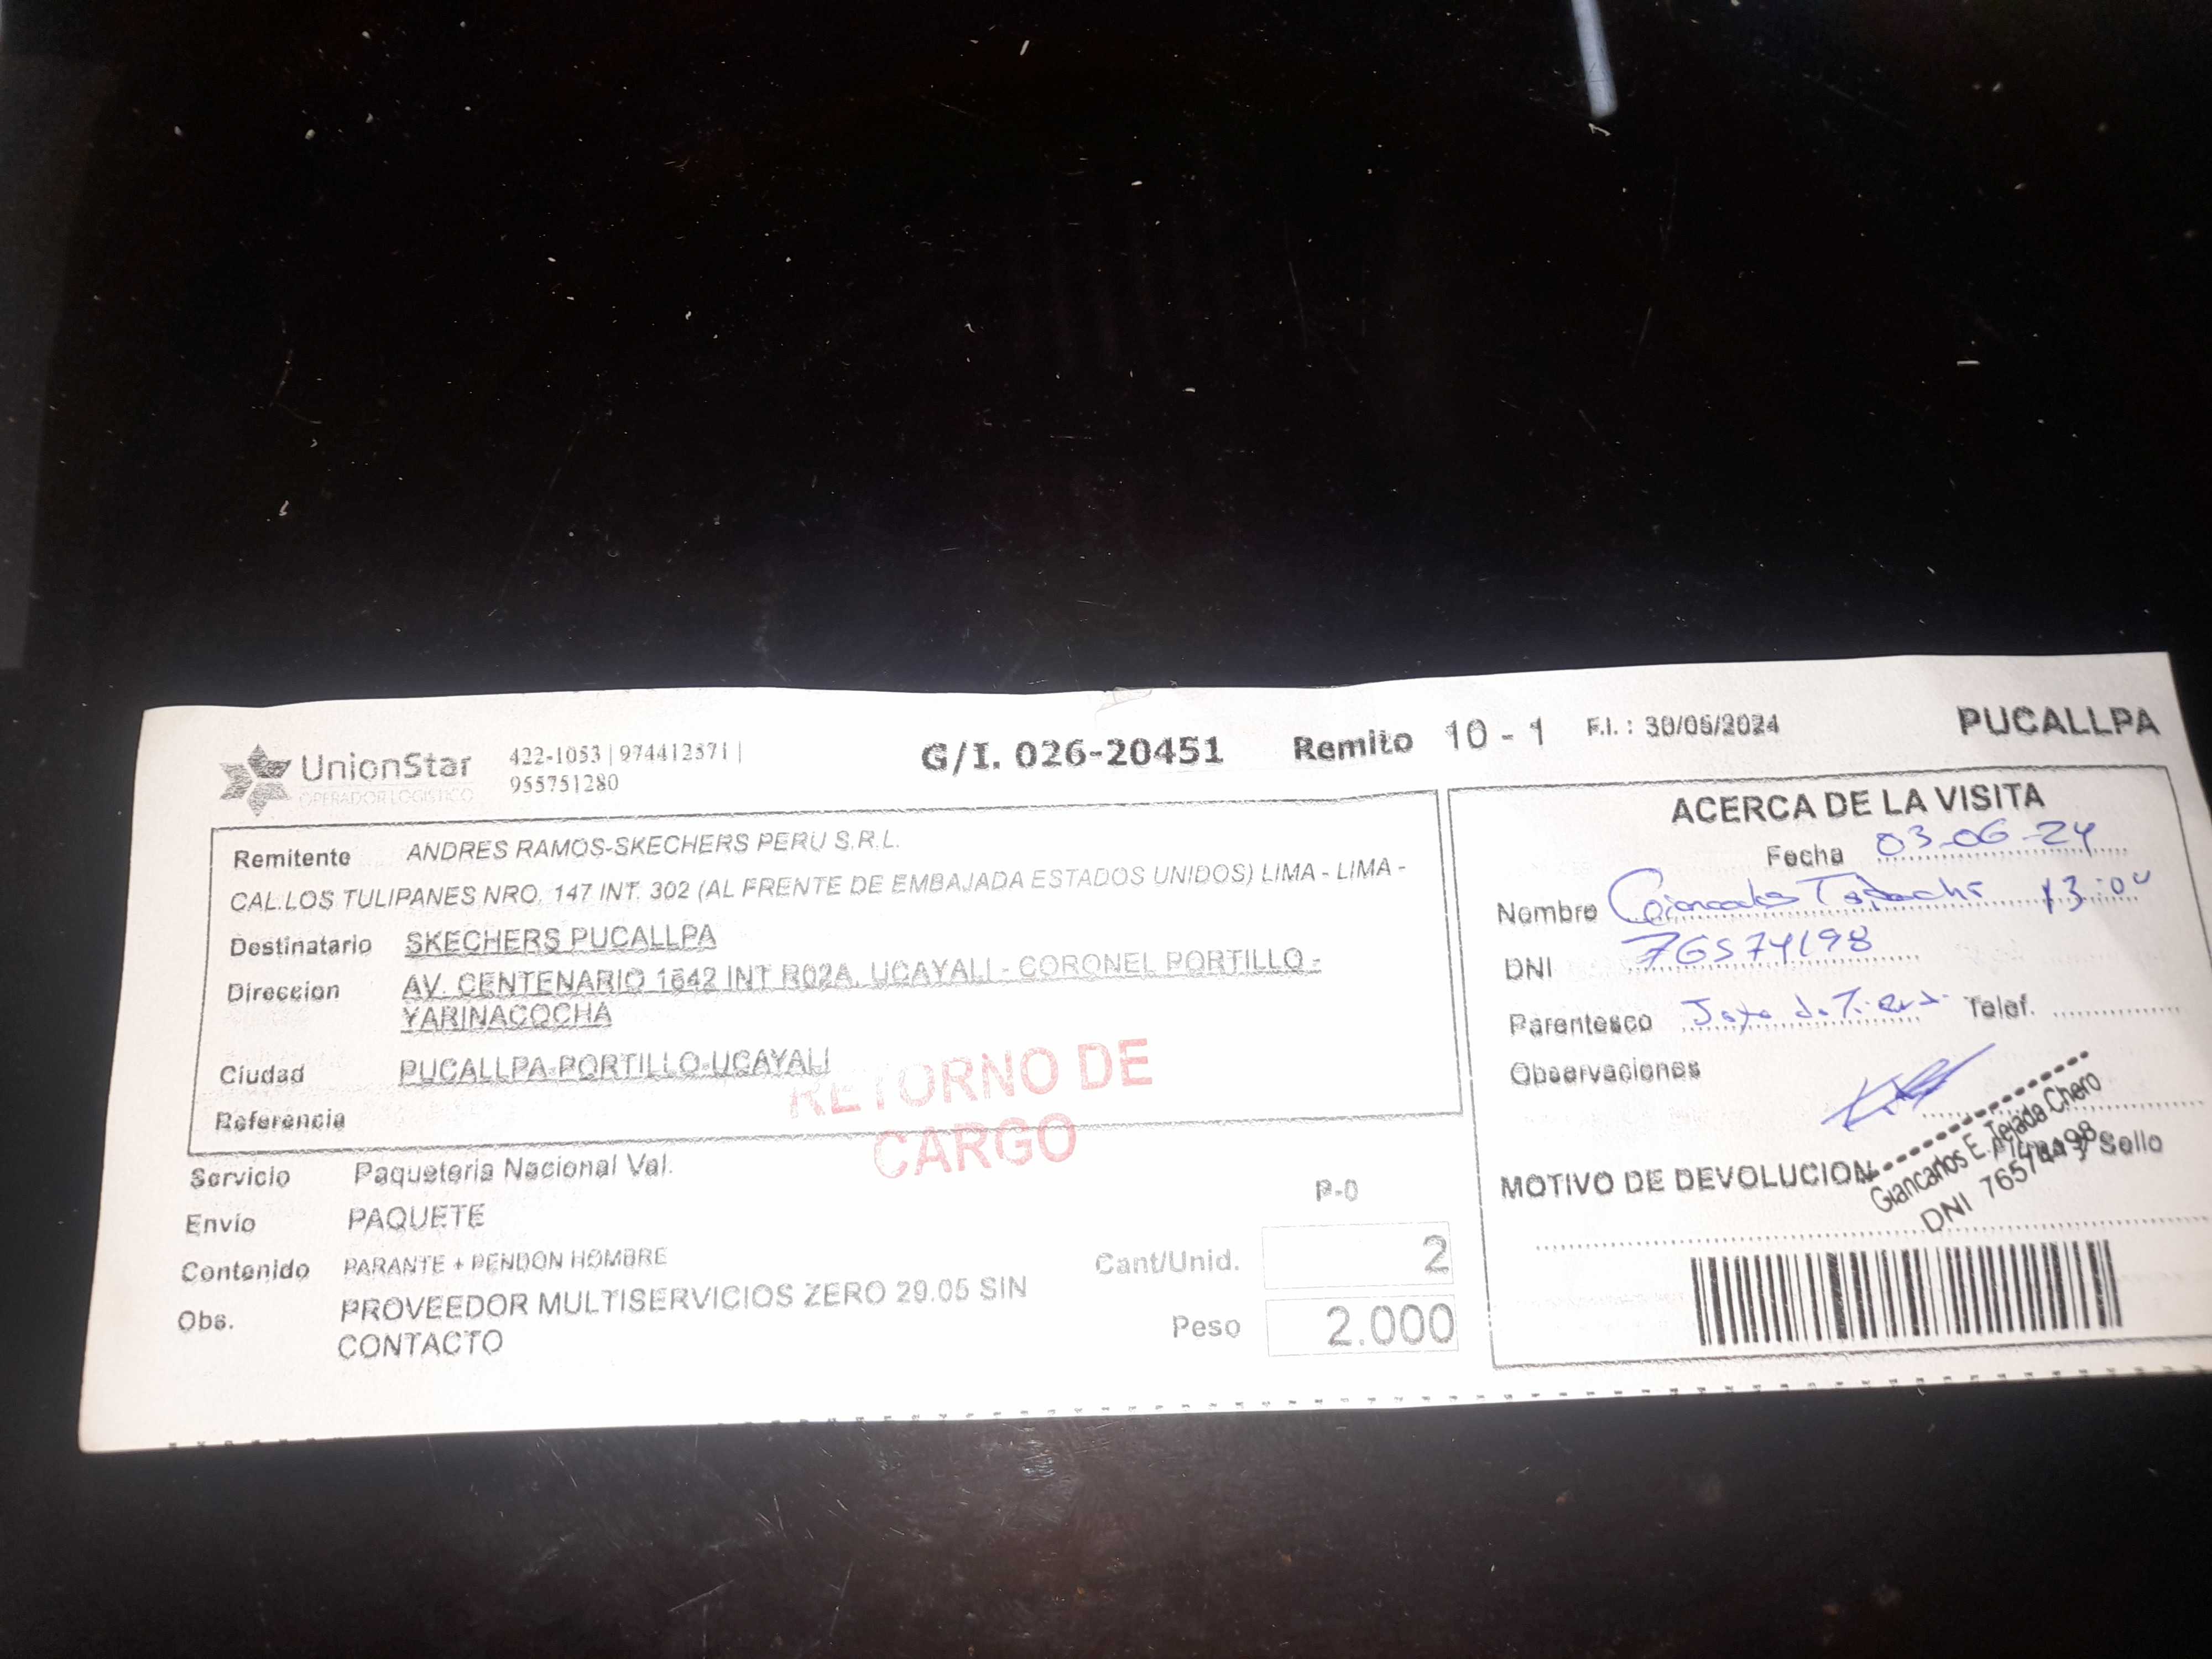 UnionStar
OPERADOR LOGISTICO
422-1053 | 974412571 |
955751280
G/I. 026-20451
Remito 10 - 1
F.I. : 30/05/2024
PUCALLPA
Remitente ANDRES RAMOS-SKECHERS PERU S.R.L.
CAL.LOS TULIPANES NRO. 147 INT. 302 (AL FRENTE DE EMBAJADA ESTADOS UNIDOS) LIMA - LIMA -
Destinatario SKECHERS PUCALLPA
Direccion AV. CENTENARIO 1642 INT R02A. UCAYALI - CORONEL PORTILLO -
YARINACOCHA
Ciudad PUCALLPA-PORTILLO-UCAYALI
Referencia
RETORNO DE
CARGO
Servicio Paqueteria Nacional Val.
Envío PAQUETE
Contenido PARANTE + PENDON HOMBRE
Obs. PROVEEDOR MULTISERVICIOS ZERO 29.05 SIN
CONTACTO
P-0
Cant/Unid. 2
Peso 2.000
ACERCA DE LA VISITA
Fecha 03-06-24
Nombre Giancarlos 13:00
DNI 76574198
Parentesco Telef.
Observaciones
MOTIVO DE DEVOLUCION
Sello
Giancarlos E. Tejada Chero
DNI 76574198